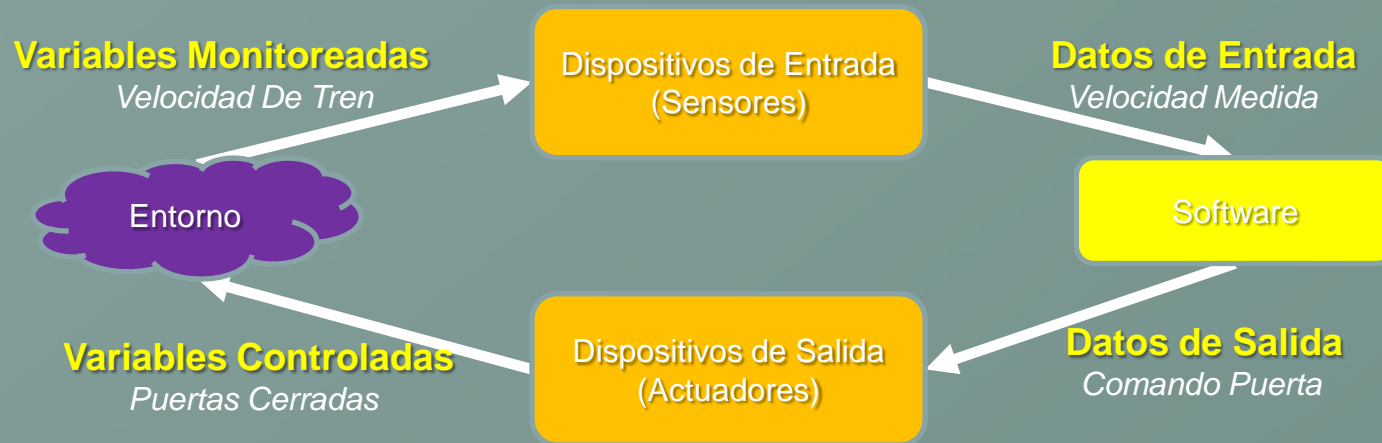 Variables Monitoreadas
Velocidad De Tren
Dispositivos de Entrada
(Sensores)
Datos de Entrada
Velocidad Medida
Entorno
Software
Variables Controladas
Puertas Cerradas
Dispositivos de Salida
(Actuadores)
Datos de Salida
Comando Puerta